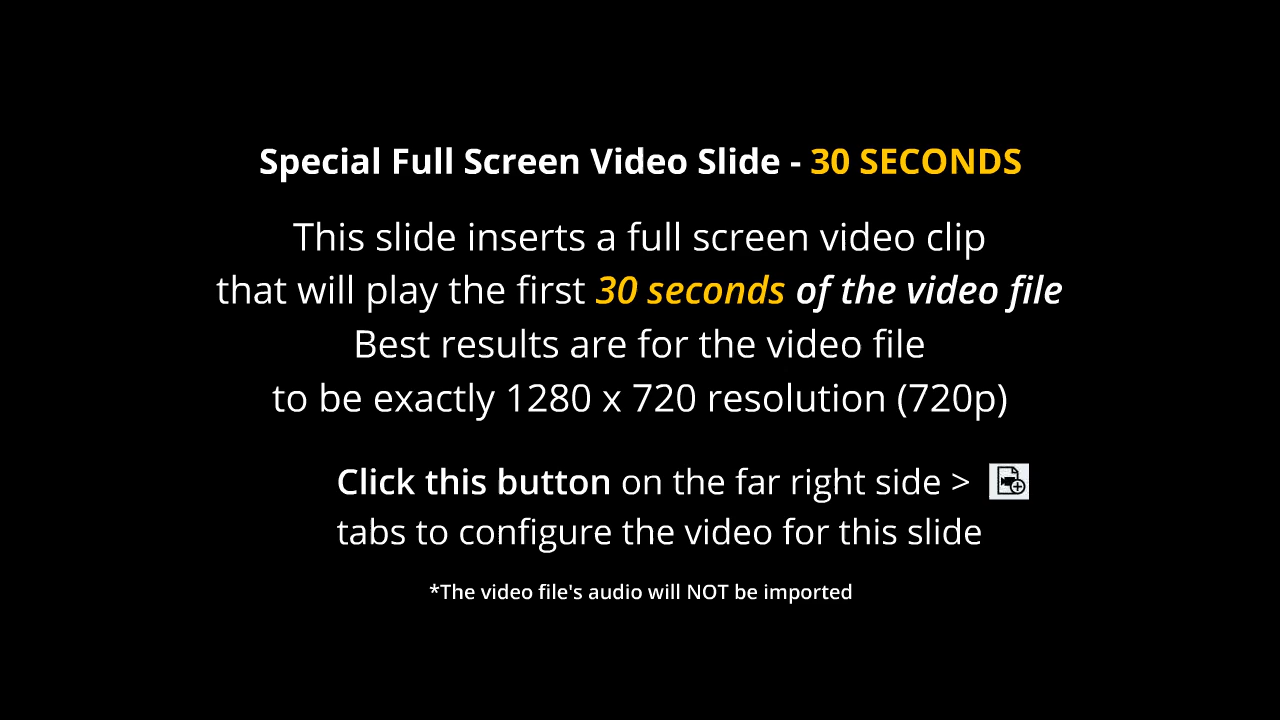 Special Full Screen Video Slide - 30 SECONDS
This slide inserts a full screen video clip
that will play the first 30 seconds of the video file
Best results are for the video file
to be exactly 1280 x 720 resolution (720p)
Click this button on the far right side >
tabs to configure the video for this slide
*The video file's audio will NOT be imported